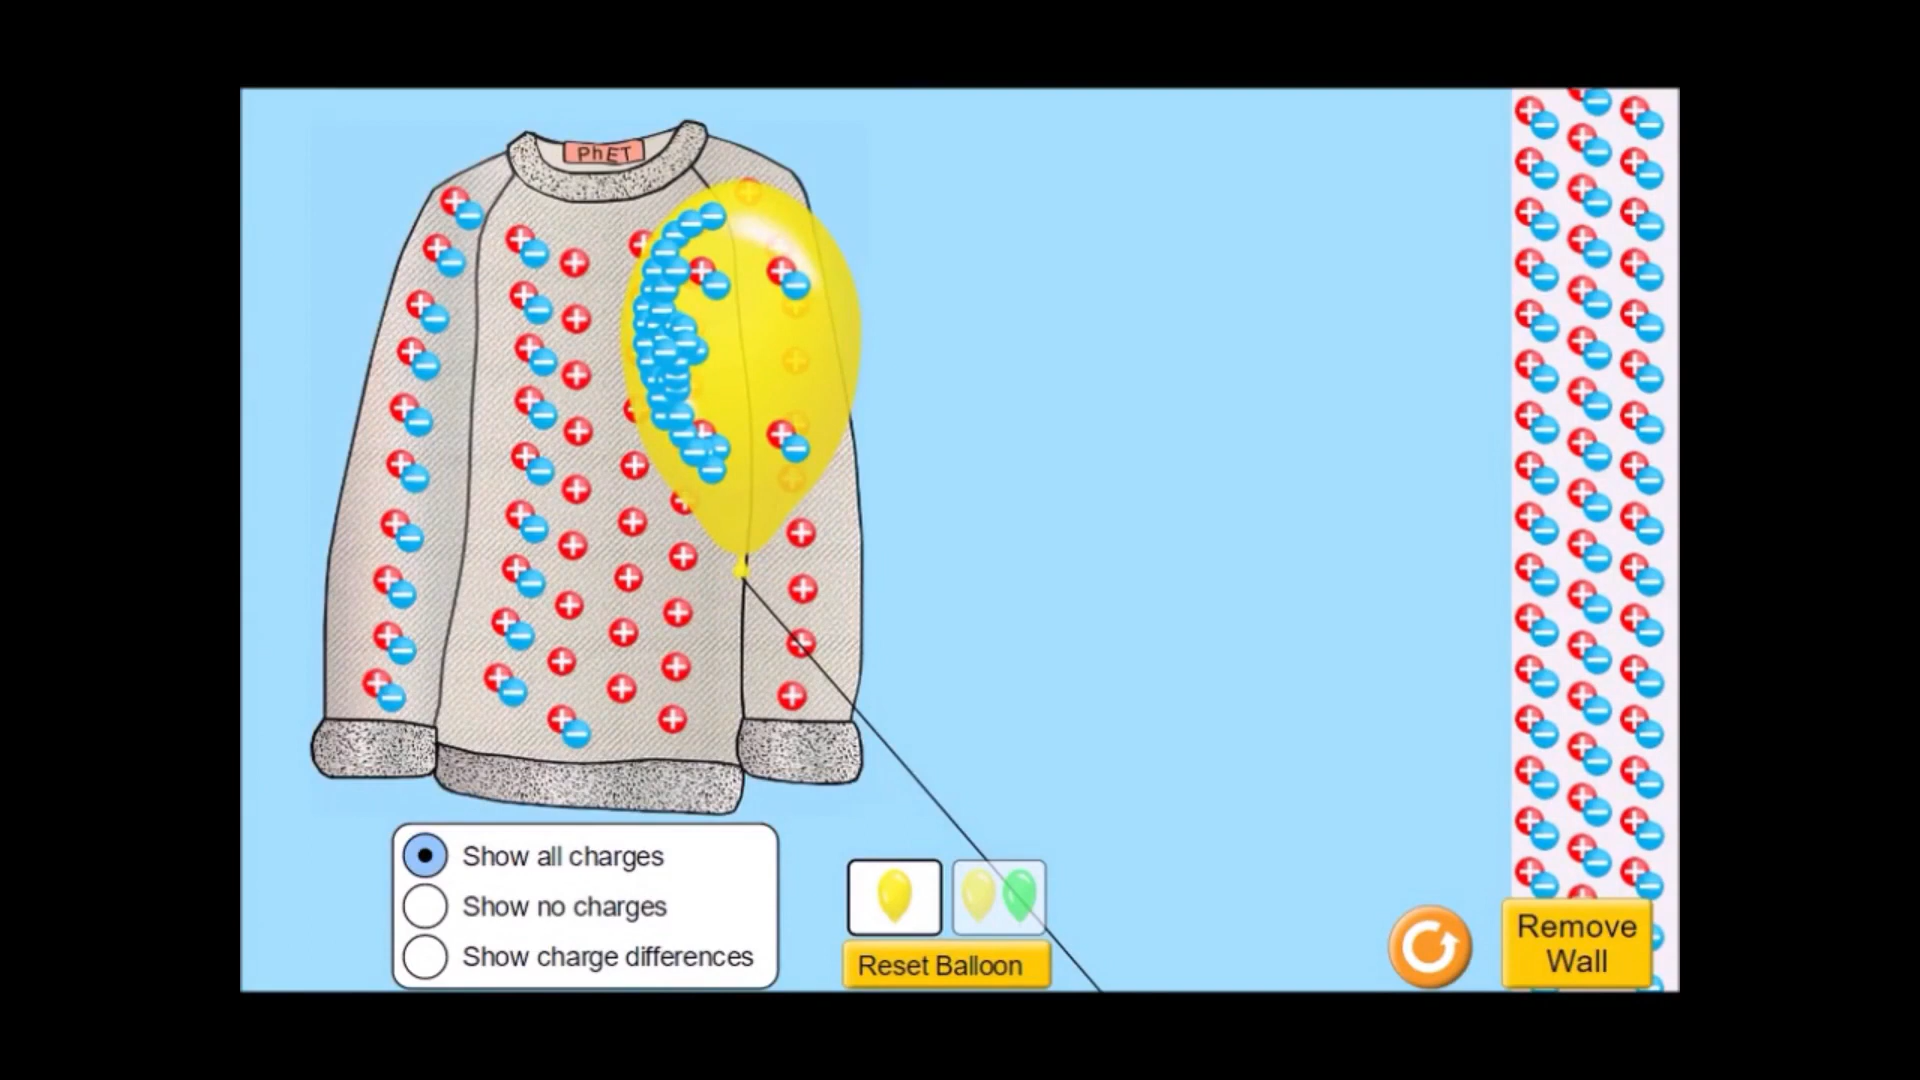 PhET
Show all charges
Show no charges
Show charge differences
Reset Balloon
Remove
Wall